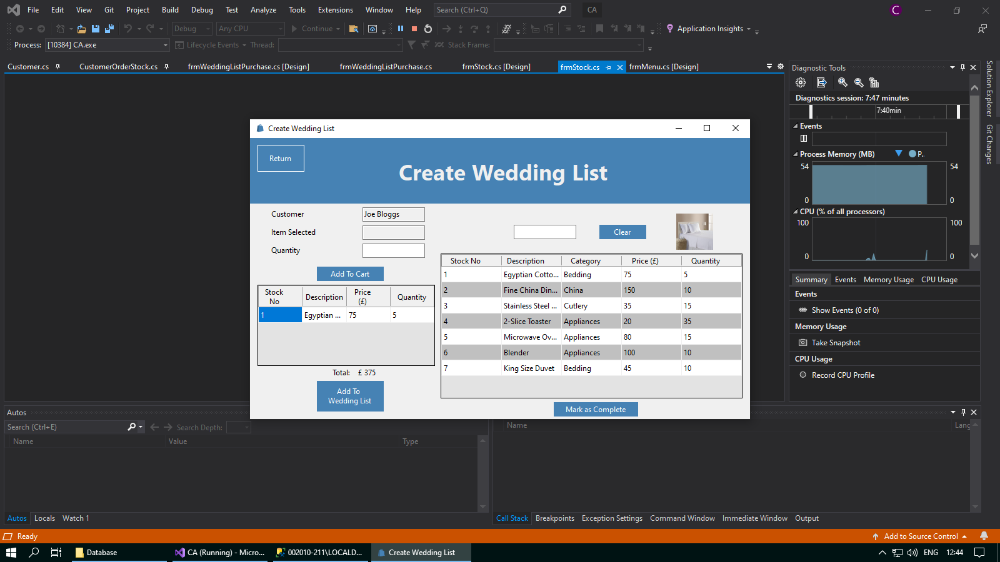 File Edit View Git Project Build Debug Test Analyze Tools Extensions Window Help Search (Ctrl+Q) CA C
Debug Any CPU Continue Application Insights
Process: [10384] CA.exe Lifecycle Events Thread: Stack Frame:
Customer.cs CustomerOrderStock.cs frmWeddingListPurchase.cs [Design] frmWeddingListPurchase.cs frmStock.cs [Design] frmStock.cs frmMenu.cs [Design]
Diagnostic Tools
Diagnostics session: 7:47 minutes
7:40min
Events
Process Memory (MB) P..
54 54
0 0
CPU (% of all processors)
100 100
0 0
Summary Events Memory Usage CPU Usage
Events
Show Events (0 of 0)
Memory Usage
Take Snapshot
CPU Usage
Record CPU Profile
Solution Explorer
Git Changes
Create Wedding List
Return
Create Wedding List
Customer Joe Bloggs
Item Selected
Quantity
Clear
Add To Cart
Stock No Description Price (£) Quantity
1 Egyptian ... 75 5
Total: £ 375
Add To
Wedding List
Stock No Description Category Price (£) Quantity
1 Egyptian Cotto... Bedding 75 5
2 Fine China Din... China 150 10
3 Stainless Steel ... Cutlery 35 15
4 2-Slice Toaster Appliances 20 35
5 Microwave Ov... Appliances 80 15
6 Blender Appliances 100 10
7 King Size Duvet Bedding 45 10
Mark as Complete
Autos
Search (Ctrl+E) Search Depth:
Name Value Type
Name Lang
Autos Locals Watch 1
Call Stack Breakpoints Exception Settings Command Window Immediate Window Output
Ready Add to Source Control
Database CA (Running) - Micro... 002010-211\LOCALD... Create Wedding List ENG 12:44